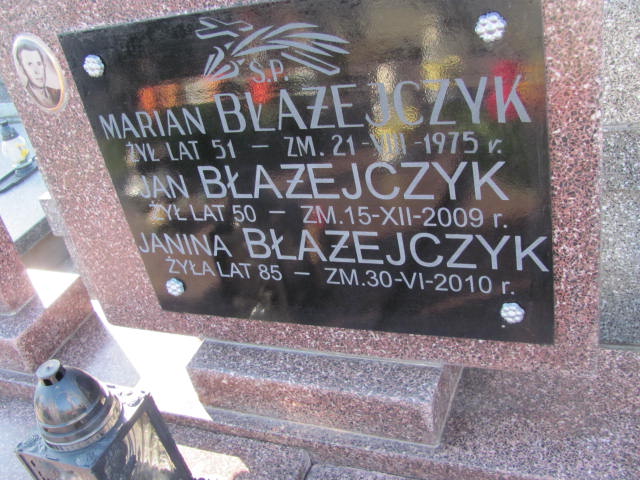 Ś.P.
MARIAN BŁAŻEJCZYK
ŻYŁ LAT 51 — ZM. 21-VII-1975 r.
JAN BŁAŻEJCZYK
ŻYŁ LAT 50 — ZM.15-XII-2009 r.
JANINA BŁAŻEJCZYK
ŻYŁA LAT 85 — ZM.30-VI-2010 r.